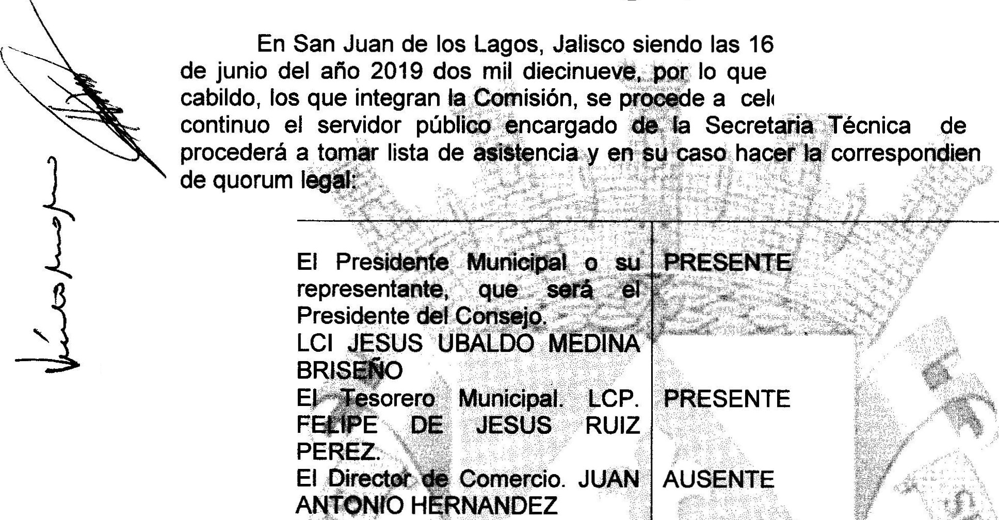 En San Juan de los Lagos, Jalisco siendo las 16
de junio del año 2019 dos mil diecinueve, por lo que
cabildo, los que integran la Comisión, se procede a
continuo el servidor público encargado de la Secretaria Técnica de
procederá a tomar lista de asistencia y en su caso hacer la correspondien
de quorum legal:
El Presidente Municipal o su PRESENTE
representante, que será el
Presidente del Consejo.
LCI JESUS UBALDO MEDINA
BRISEÑO
El Tesorero Municipal. LCP. PRESENTE
FELIPE DE JESUS RUIZ
PEREZ.
El Director de Comercio. JUAN AUSENTE
ANTONIO HERNANDEZ